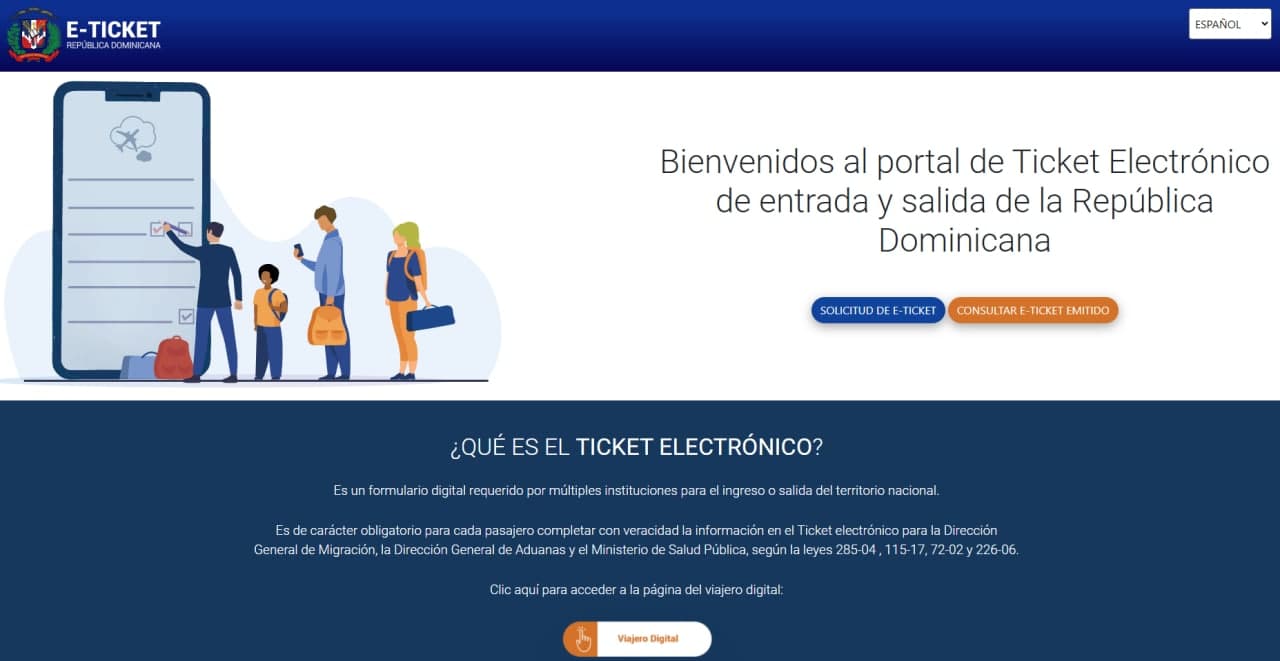 E-TICKET
REPÚBLICA DOMINICANA
ESPAÑOL
Bienvenidos al portal de Ticket Electrónico
de entrada y salida de la República
Dominicana
SOLICITUD DE E-TICKET
CONSULTAR E-TICKET EMITIDO
¿QUÉ ES EL TICKET ELECTRÓNICO?
Es un formulario digital requerido por múltiples instituciones para el ingreso o salida del territorio nacional.
Es de carácter obligatorio para cada pasajero completar con veracidad la información en el Ticket electrónico para la Dirección
General de Migración, la Dirección General de Aduanas y el Ministerio de Salud Pública, según la leyes 285-04 , 115-17, 72-02 y 226-06.
Clic aquí para acceder a la página del viajero digital:
Viajero Digital